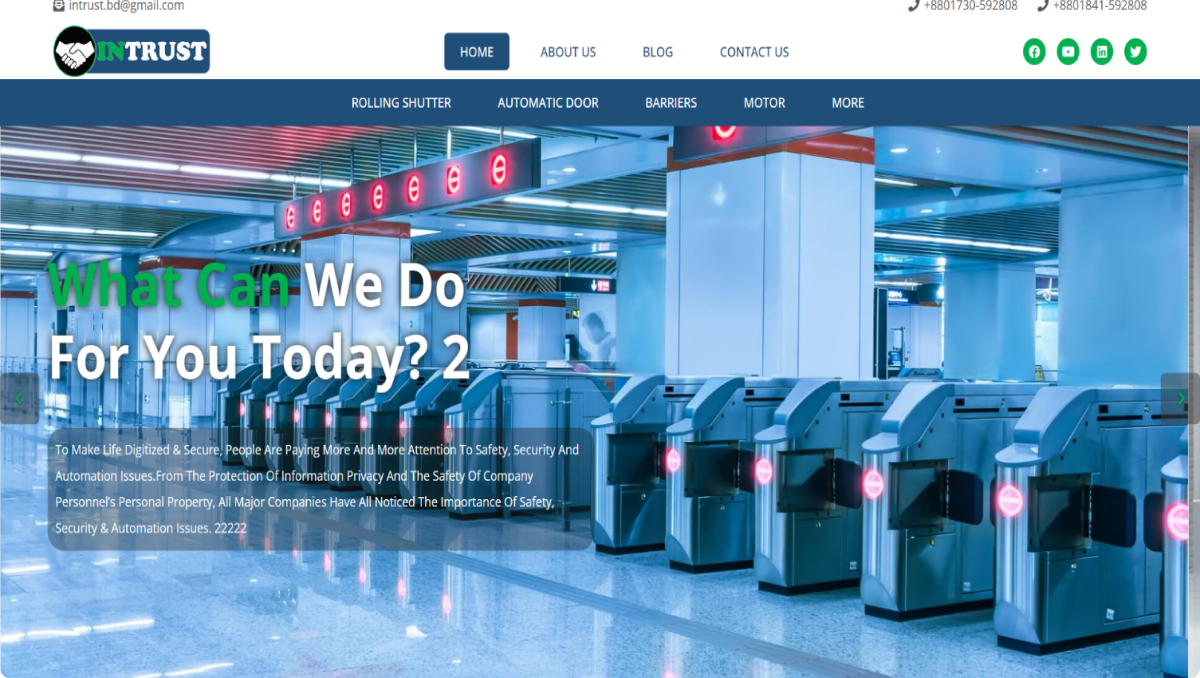 intrust.bd@gmail.com
+8801730-592808 +8801841-592808
INTRUST
HOME ABOUT US BLOG CONTACT US
ROLLING SHUTTER AUTOMATIC DOOR BARRIERS MOTOR MORE
What Can We Do
For You Today? 2
To Make Life Digitized & Secure, People Are Paying More And More Attention To Safety, Security And
Automation Issues.From The Protection Of Information Privacy And The Safety Of Company
Personnel's Personal Property, All Major Companies Have All Noticed The Importance Of Safety,
Security & Automation Issues. 22222